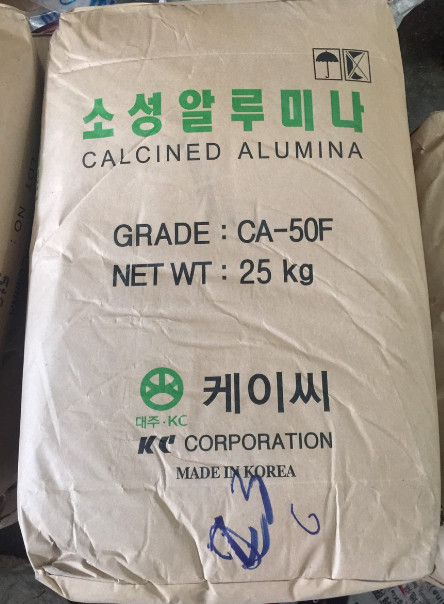 소성알루미나
CALCINED ALUMINA
GRADE : CA-50F
NET WT : 25 kg
케이씨
대주·KC
KC CORPORATION
MADE IN KOREA